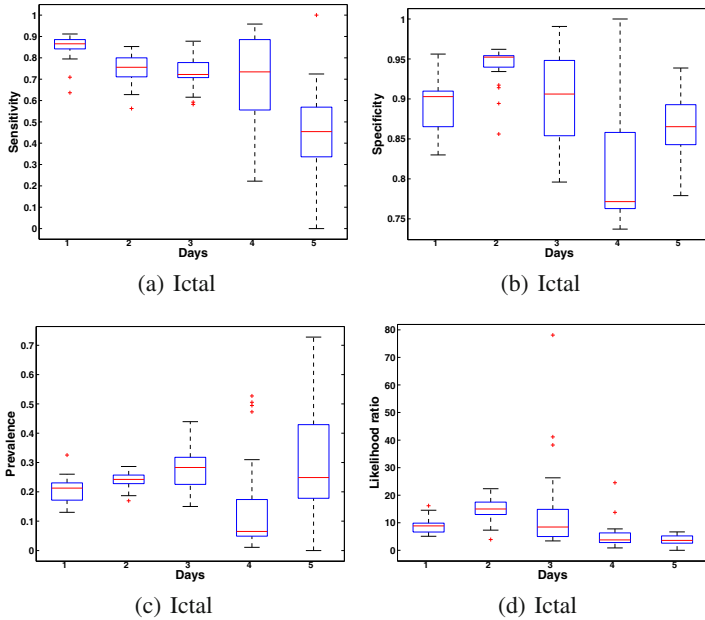 1
0.9
0.8
0.7
0.6
0.5
0.4
0.3
0.2
0.1
0
Sensitivity
1 2 3 4 5
Days
(a) Ictal
1
0.95
0.9
0.85
0.8
0.75
Specificity
1 2 3 4 5
Days
(b) Ictal
0.7
0.6
0.5
0.4
0.3
0.2
0.1
0
Prevalence
1 2 3 4 5
Days
(c) Ictal
80
70
60
50
40
30
20
10
0
Likelihood ratio
1 2 3 4 5
Days
(d) Ictal